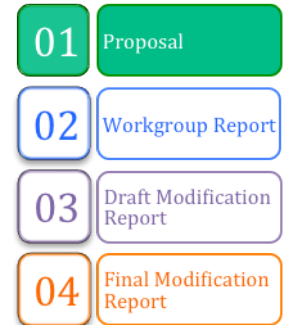 01 Proposal
02 Workgroup Report
03 Draft Modification
Report
04 Final Modification
Report